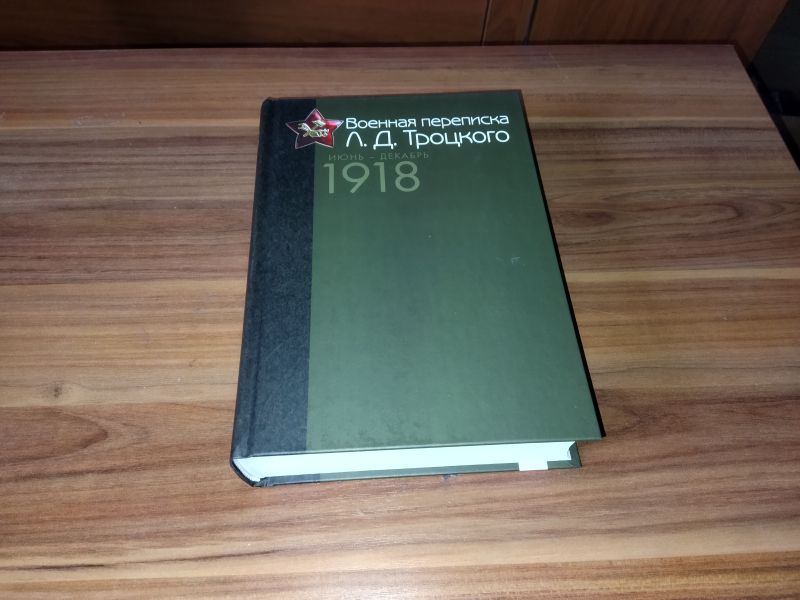 Военная переписка
Л. Д. Троцкого
ИЮНЬ – ДЕКАБРЬ
1918